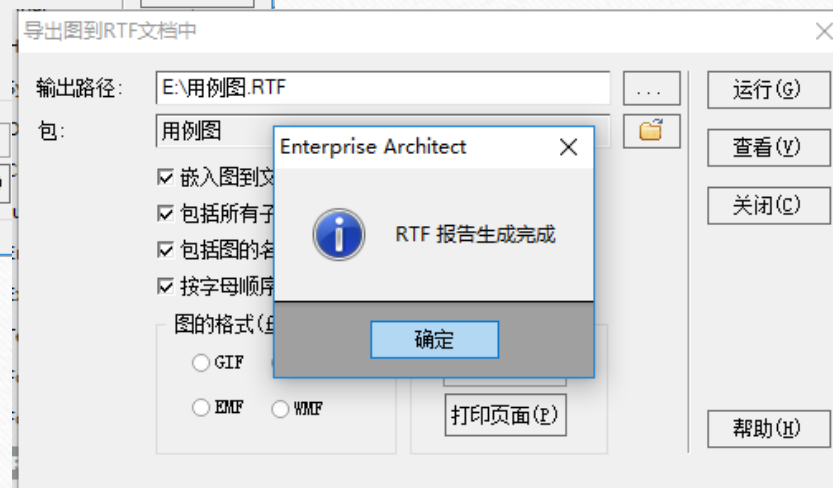 导出图到RTF文档中
输出路径:
E:\用例图.RTF
...
运行(G)
包:
用例图
查看(V)
Enterprise Architect
嵌入图到文
关闭(C)
包括所有子
RTF 报告生成完成
包括图的名
按字母顺序
图的格式(
确定
GIF
EMF
WMF
打印页面(P)
帮助(H)